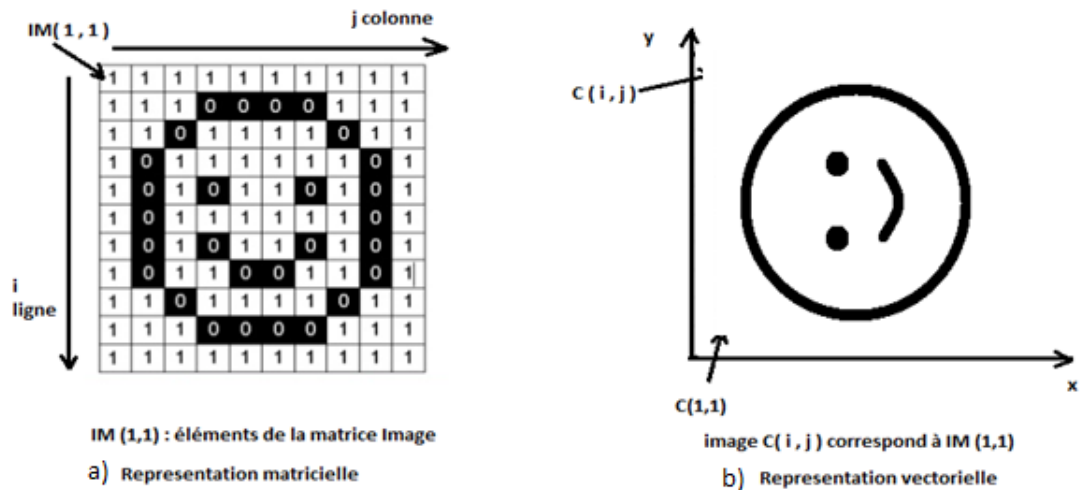 j colonne
IM( 1 , 1 )
1 1 1 1 1 1 1 1 1 1
1 1 1 0 0 0 0 1 1 1
1 1 0 1 1 1 1 0 1 1
1 0 1 1 1 1 1 1 0 1
1 0 1 0 1 1 0 1 0 1
1 0 1 1 1 1 1 1 0 1
1 0 1 0 1 1 0 1 0 1
1 0 1 1 0 0 1 1 0 1
1 1 0 1 1 1 1 0 1 1
1 1 1 0 0 0 0 1 1 1
1 1 1 1 1 1 1 1 1 1
i
ligne
IM (1,1) : éléments de la matrice Image
a) Representation matricielle
y
C ( i , j )
x
C(1,1)
image C( i , j ) correspond à IM (1,1)
b) Representation vectorielle